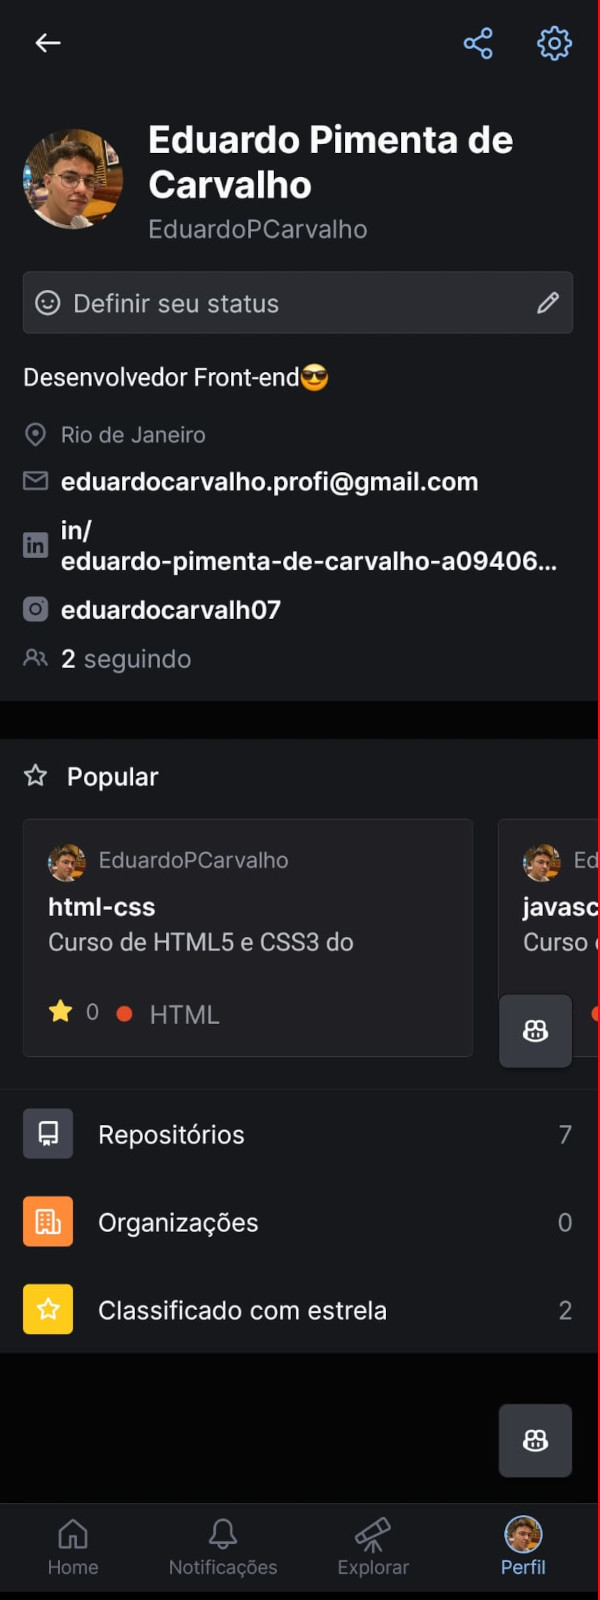 Eduardo Pimenta de
Carvalho
EduardoPCarvalho
Definir seu status
Desenvolvedor Front-end😎
Rio de Janeiro
eduardocarvalho.profi@gmail.com
in/
eduardo-pimenta-de-carvalho-a09406...
eduardocarvalh07
2 seguindo
Popular
EduardoPCarvalho
Ed
html-css
javasc
Curso de HTML5 e CSS3 do
Curso
0 HTML
Repositórios 7
Organizações 0
Classificado com estrela 2
Home Notificações Explorar Perfil